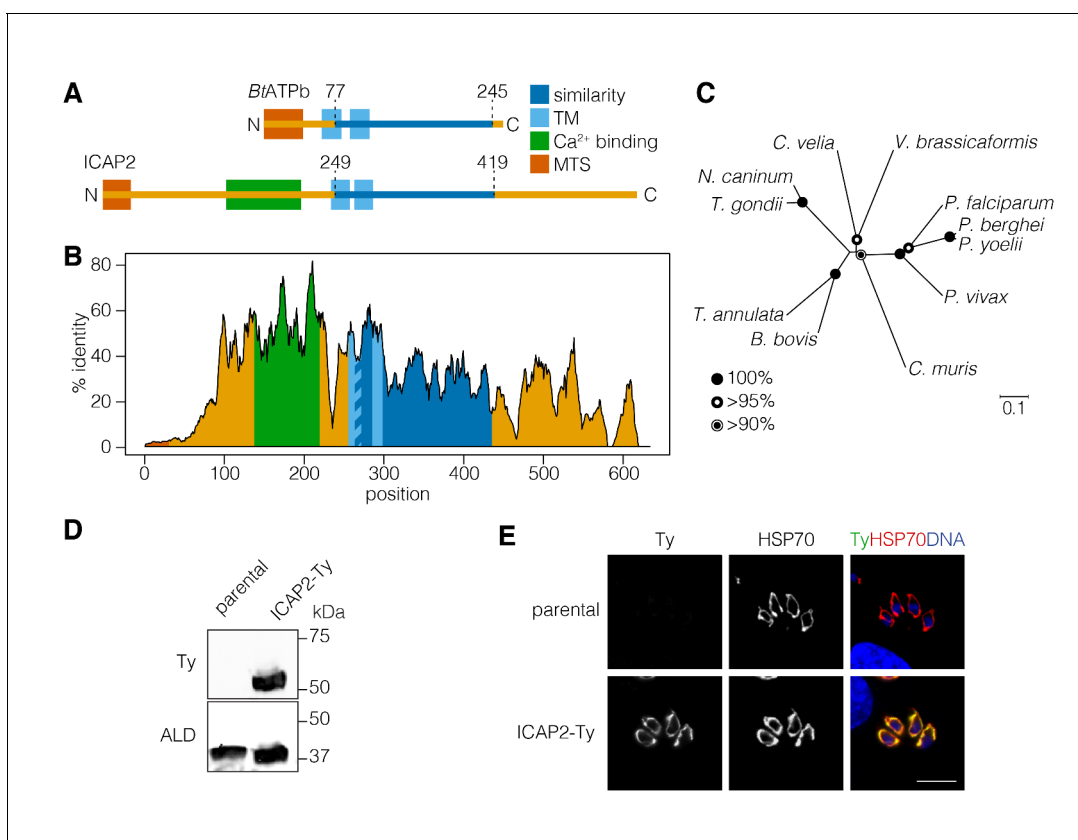 A
BtATPb
77
245
N
C
ICAP2
249
419
N
C
similarity
TM
Ca²⁺ binding
MTS
B
% identity
80
60
40
20
0
0 100 200 300 400 500 600
position
C
C. velia
V. brassicaformis
N. caninum
T. gondii
P. falciparum
P. berghei
P. yoelii
P. vivax
T. annulata
B. bovis
C. muris
100%
>95%
>90%
0.1
D
parental
ICAP2-Ty
kDa
75
Ty
50
50
ALD
37
E
Ty HSP70 TyHSP70DNA
parental
ICAP2-Ty